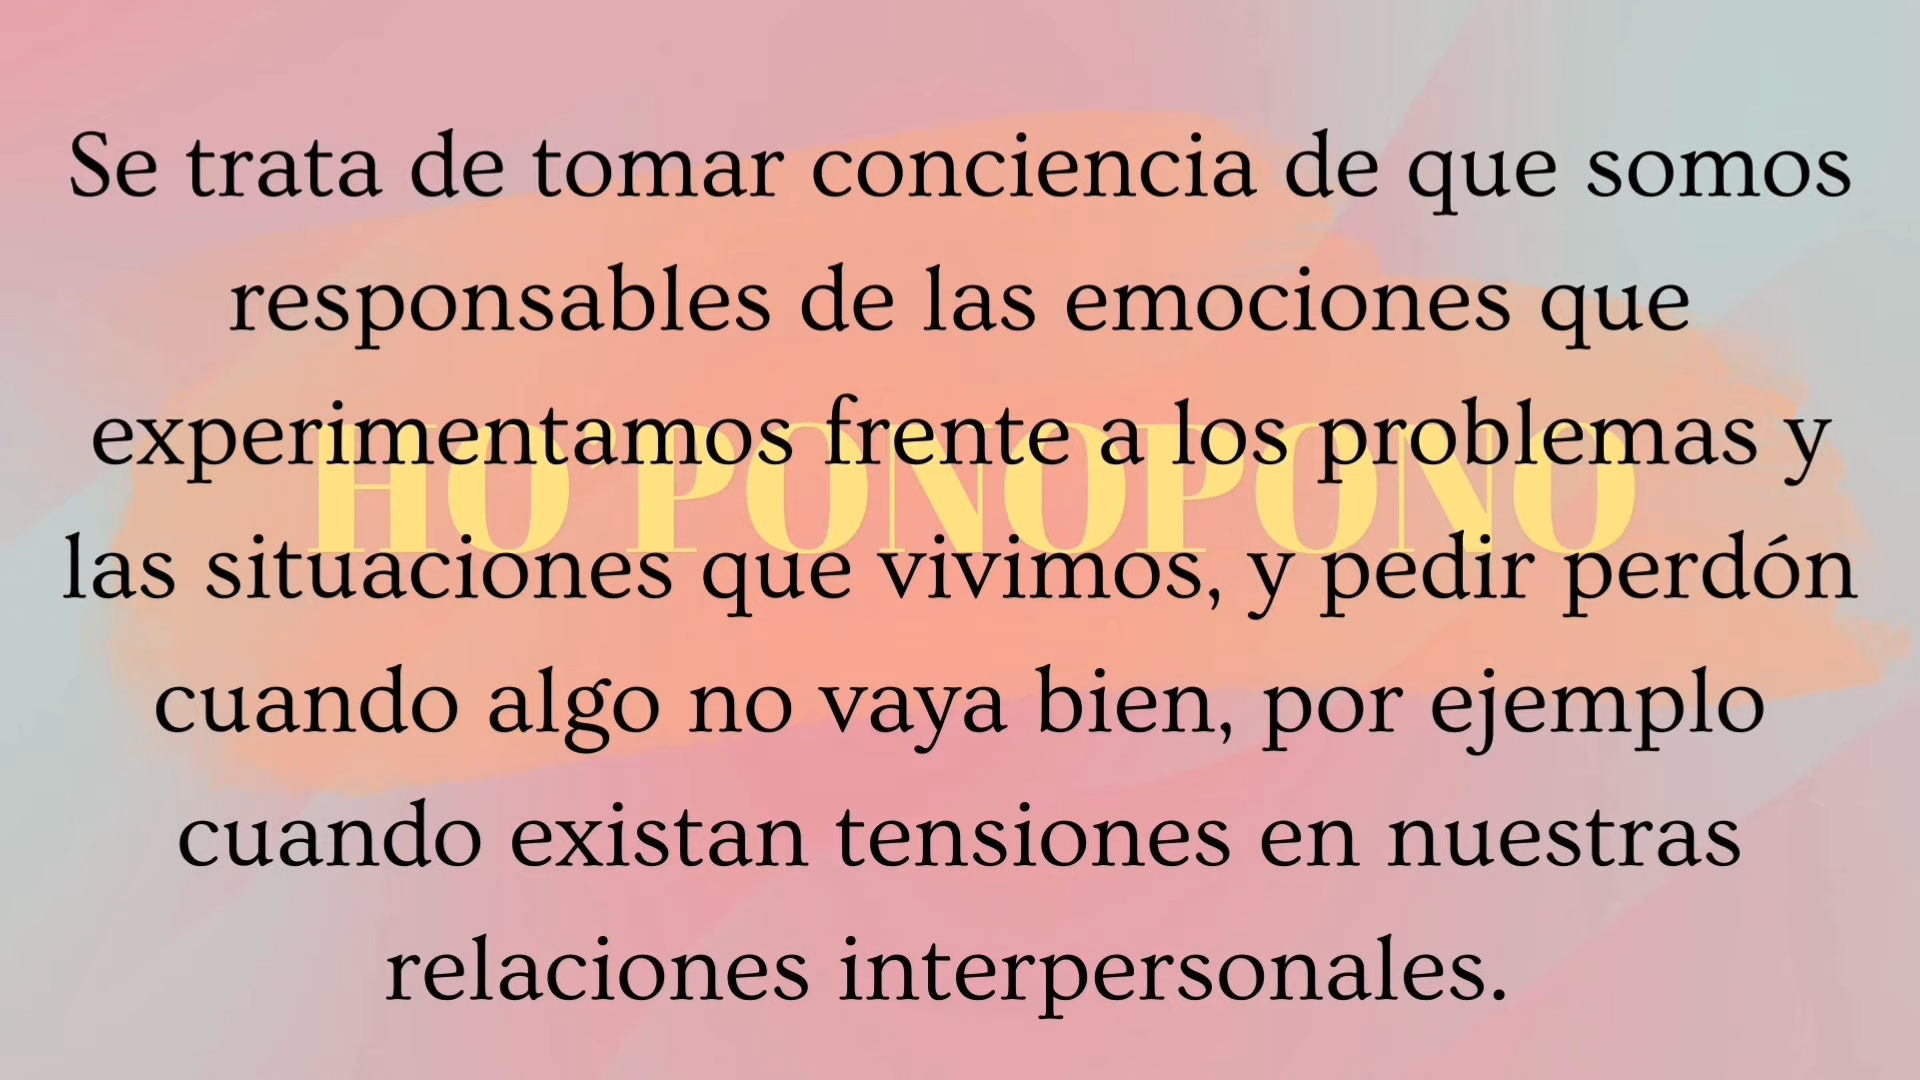 Se trata de tomar conciencia de que somos
responsables de las emociones que
experimentamos frente a los problemas y
HO´PONOPONO
las situaciones que vivimos, y pedir perdón
cuando algo no vaya bien, por ejemplo
cuando existan tensiones en nuestras
relaciones interpersonales.